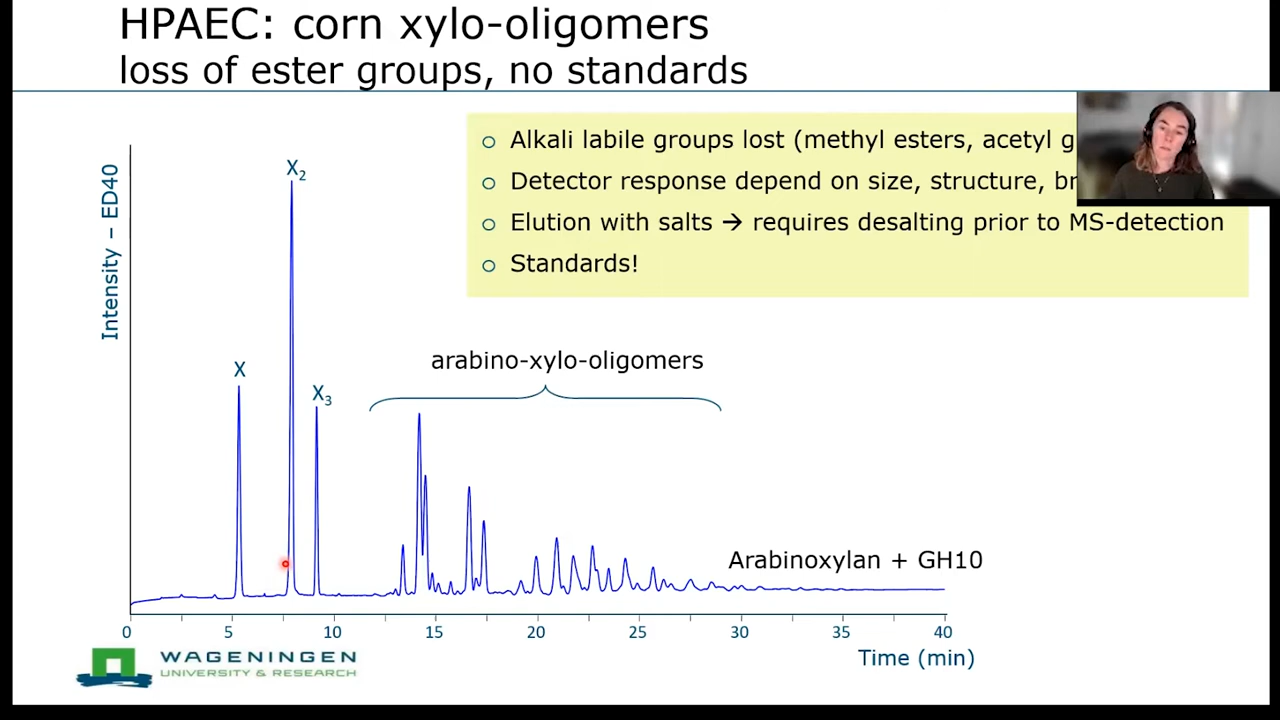 HPAEC: corn xylo-oligomers
loss of ester groups, no standards
Alkali labile groups lost (methyl esters, acetyl
Detector response depend on size, structure,
Elution with salts → requires desalting prior to MS-detection
Standards!
Intensity – ED40
X
X₂
X₃
arabino-xylo-oligomers
Arabinoxylan + GH10
0 5 10 15 20 25 30 35 40
Time (min)
WAGENINGEN
UNIVERSITY & RESEARCH